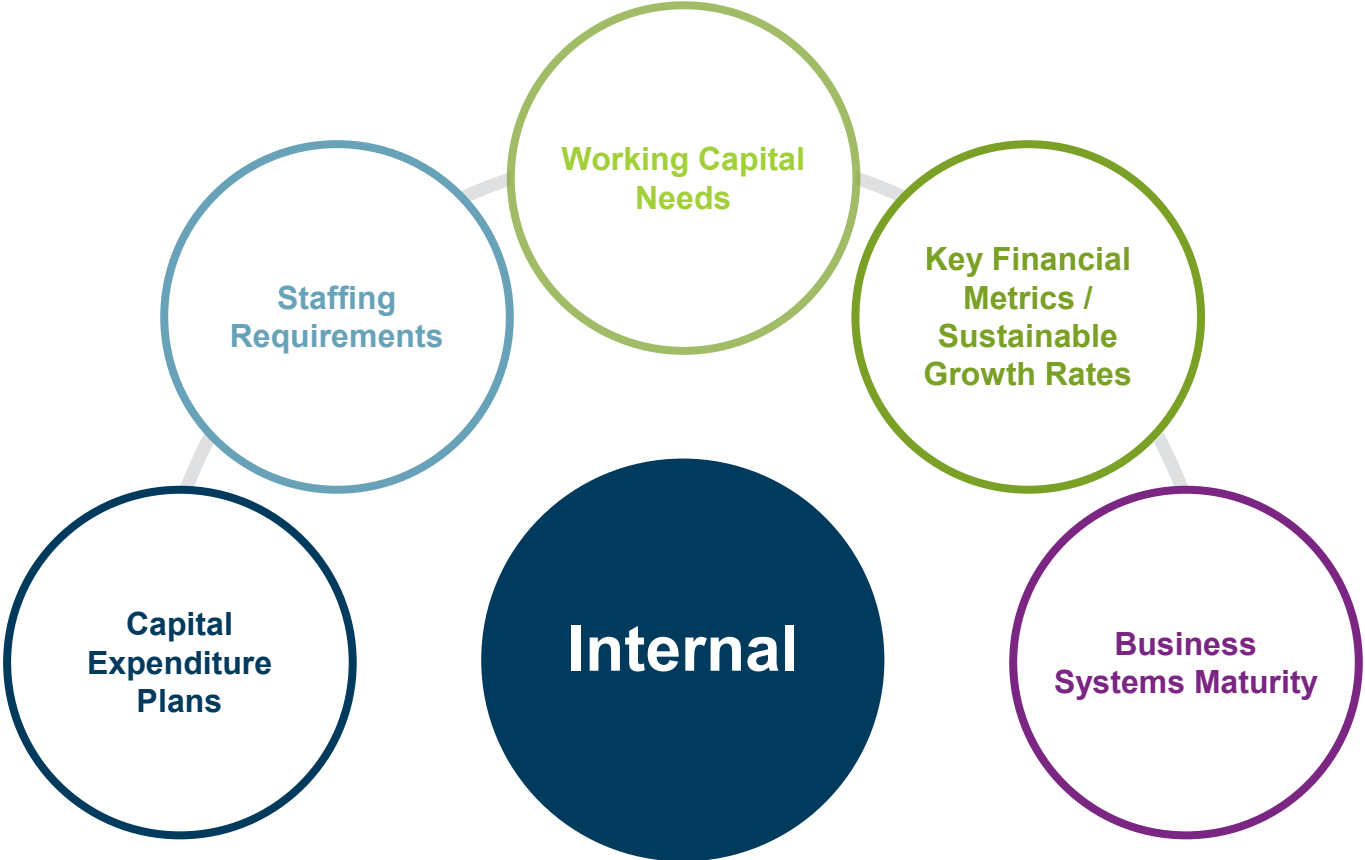 Working Capital
Needs
Staffing
Requirements
Key Financial
Metrics /
Sustainable
Growth Rates
Capital
Expenditure
Plans
Internal
Business
Systems Maturity